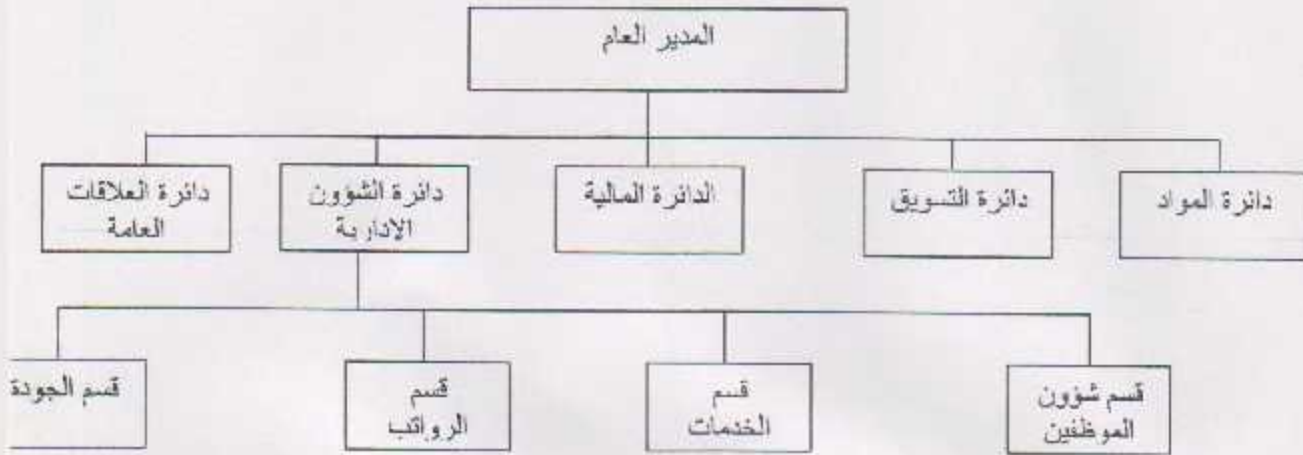 المدير العام
دائرة المواد
دائرة التسويق
الدائرة المالية
دائرة الشؤون
الإدارية
دائرة العلاقات
العامة
قسم شؤون
الموظفين
قسم
الخدمات
قسم
الرواتب
قسم الجودة